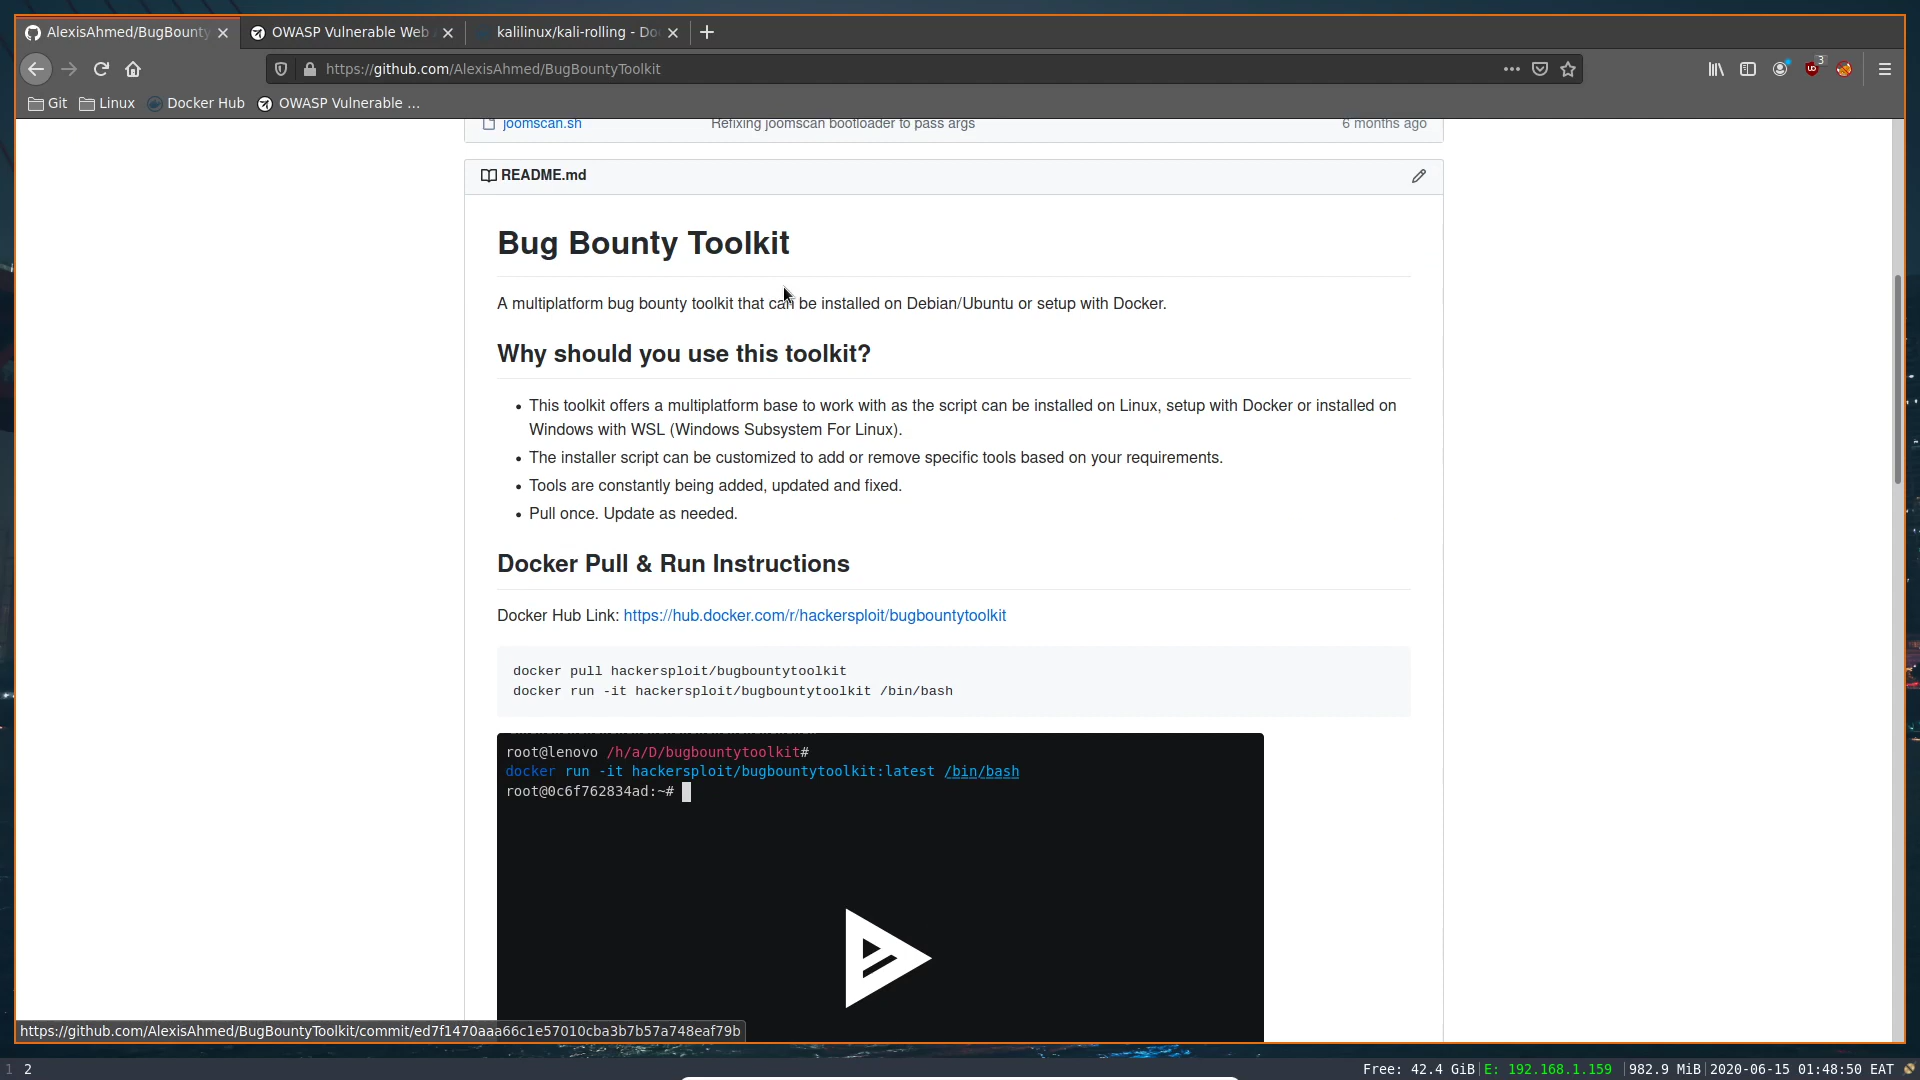 AlexisAhmed/BugBounty
OWASP Vulnerable Web
kalilinux/kali-rolling - Do
https://github.com/AlexisAhmed/BugBountyToolkit
3
Git
Linux
Docker Hub
OWASP Vulnerable ...
joomscan.sh Refixing joomscan bootloader to pass args 6 months ago
README.md
Bug Bounty Toolkit
A multiplatform bug bounty toolkit that can be installed on Debian/Ubuntu or setup with Docker.
Why should you use this toolkit?
• This toolkit offers a multiplatform base to work with as the script can be installed on Linux, setup with Docker or installed on
Windows with WSL (Windows Subsystem For Linux).
• The installer script can be customized to add or remove specific tools based on your requirements.
• Tools are constantly being added, updated and fixed.
• Pull once. Update as needed.
Docker Pull & Run Instructions
Docker Hub Link: https://hub.docker.com/r/hackersploit/bugbountytoolkit
docker pull hackersploit/bugbountytoolkit
docker run -it hackersploit/bugbountytoolkit /bin/bash
root@lenovo /h/a/D/bugbountytoolkit#
docker run -it hackersploit/bugbountytoolkit:latest /bin/bash
root@0c6f762834ad:~#
https://github.com/AlexisAhmed/BugBountyToolkit/commit/ed7f1470aaa66c1e57010cba3b7b57a748eaf79b
1 2
Free: 42.4 GiB|E: 192.168.1.159 |982.9 MiB|2020-06-15 01:48:50 EAT